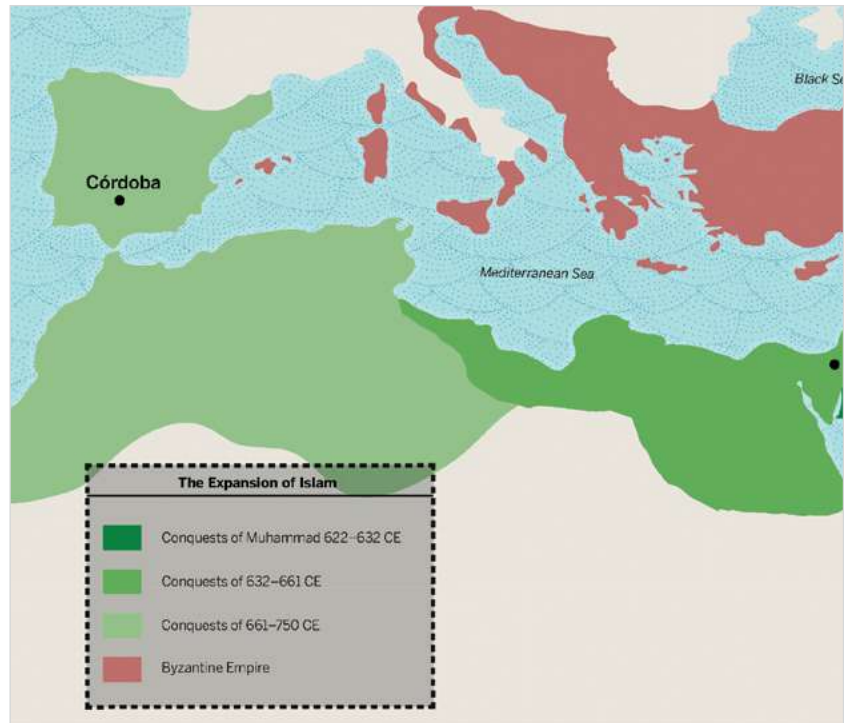 Black Se
Córdoba
Mediterranean Sea
The Expansion of Islam
Conquests of Muhammad 622–632 CE
Conquests of 632–661 CE
Conquests of 661–750 CE
Byzantine Empire